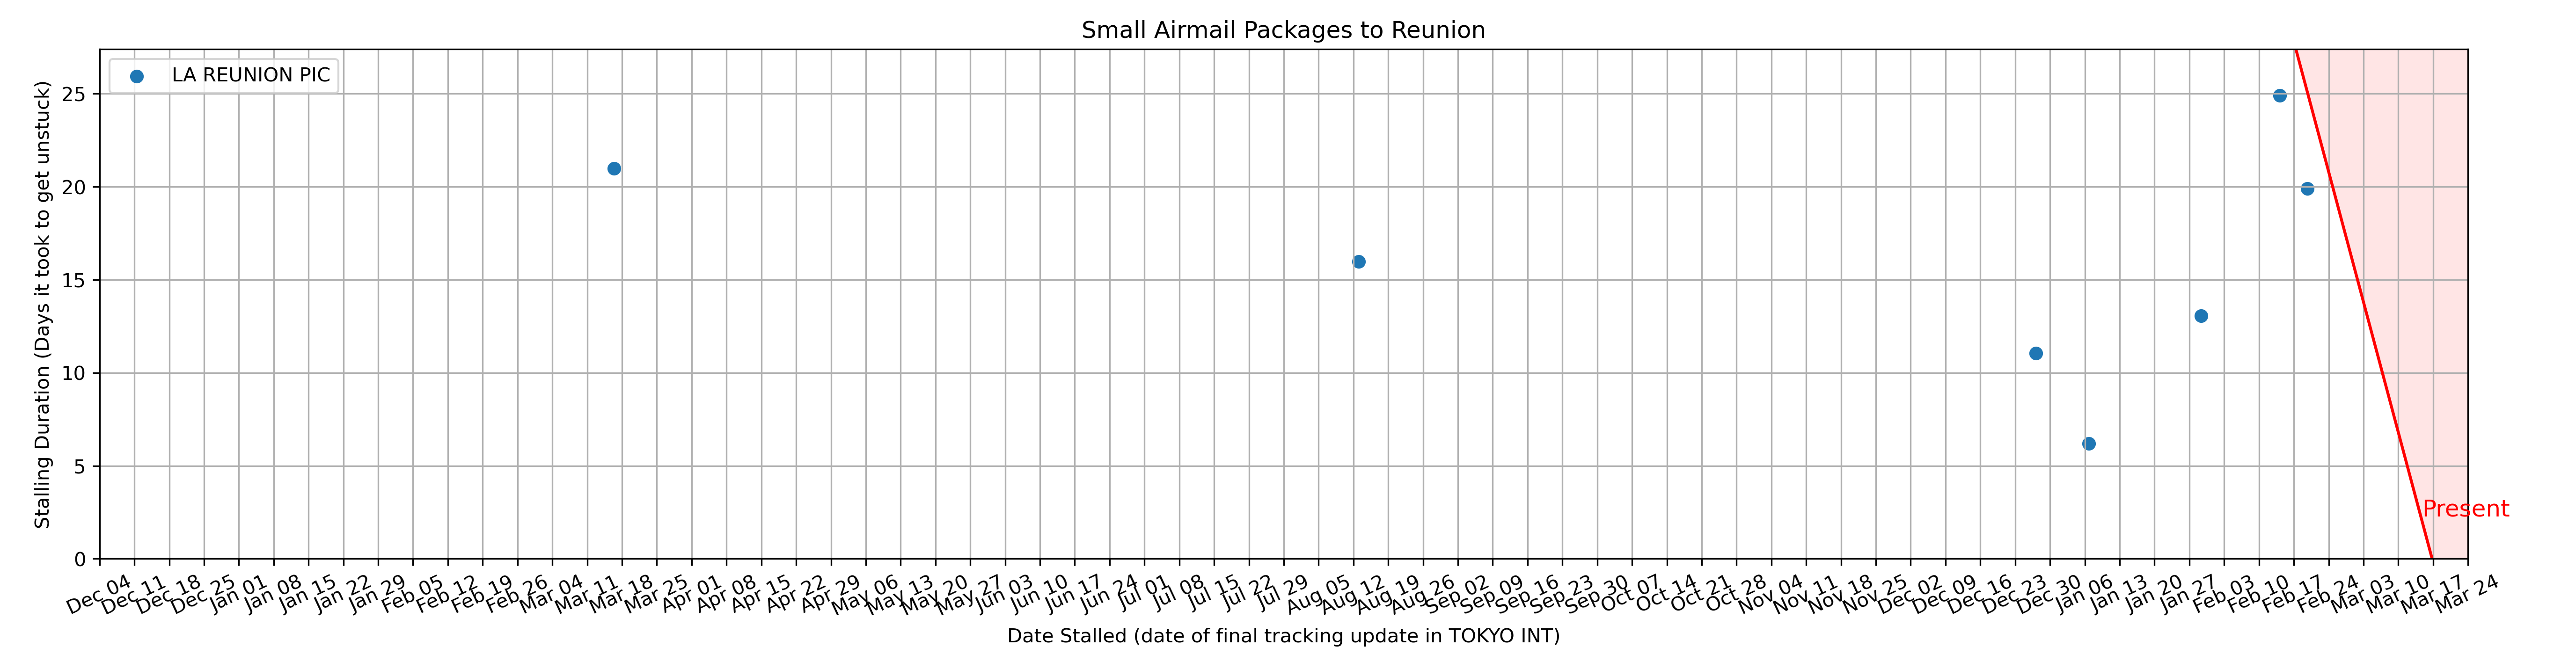 Small Airmail Packages to Reunion
LA REUNION PIC
Stalling Duration (Days it took to get unstuck)
25
20
15
10
5
0
Present
Dec 04 Dec 11 Dec 18 Dec 25 Jan 01 Jan 08 Jan 15 Jan 22 Jan 29 Feb 05 Feb 12 Feb 19 Feb 26 Mar 04 Mar 11 Mar 18 Mar 25 Apr 01 Apr 08 Apr 15 Apr 22 Apr 29 May 06 May 13 May 20 May 27 Jun 03 Jun 10 Jun 17 Jun 24 Jul 01 Jul 08 Jul 15 Jul 22 Jul 29 Aug 05 Aug 12 Aug 19 Aug 26 Sep 02 Sep 09 Sep 16 Sep 23 Sep 30 Oct 07 Oct 14 Oct 21 Oct 28 Nov 04 Nov 11 Nov 18 Nov 25 Dec 02 Dec 09 Dec 16 Dec 23 Dec 30 Jan 06 Jan 13 Jan 20 Jan 27 Feb 03 Feb 10 Feb 17 Feb 24 Mar 03 Mar 10 Mar 17 Mar 24
Date Stalled (date of final tracking update in TOKYO INT)